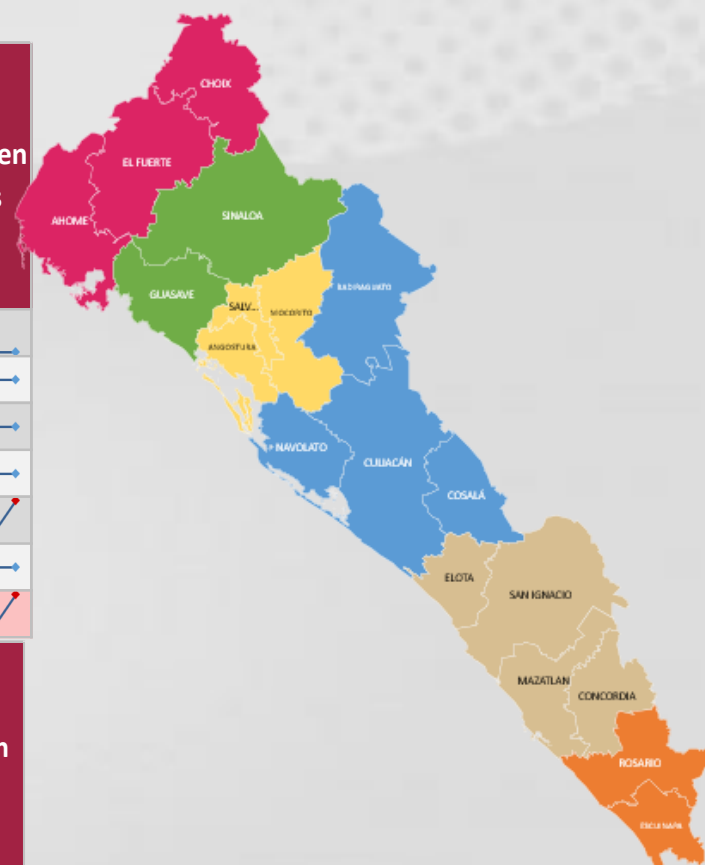 en
s
n
CHOIX
EL FUERTE
AHOME
SINALOA
GUASAVE
BADIRAGUATO
SALV...
MOCORITO
ANGOSTURA
NAVOLATO
CULIACÁN
COSALÁ
ELOTA
SAN IGNACIO
MAZATLAN
CONCORDIA
ROSARIO
ESCUINAPA